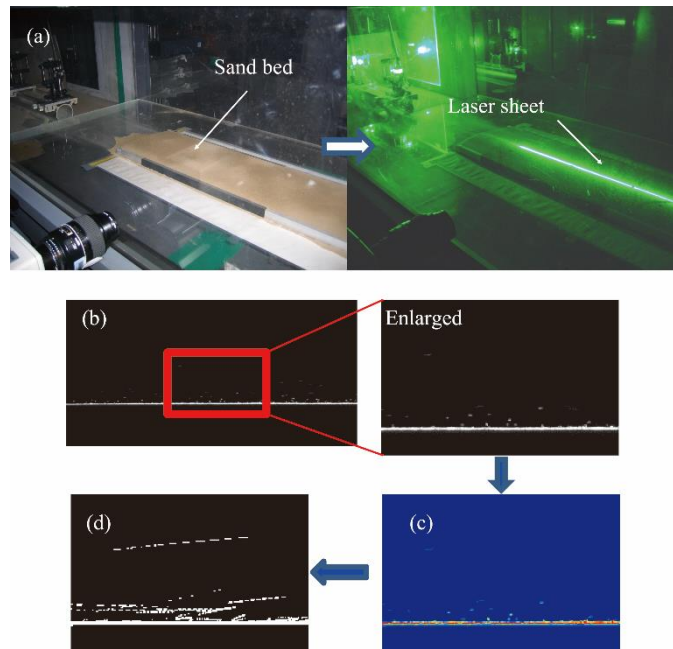 (a)
Sand bed
Laser sheet
(b)
Enlarged
(d)
(c)